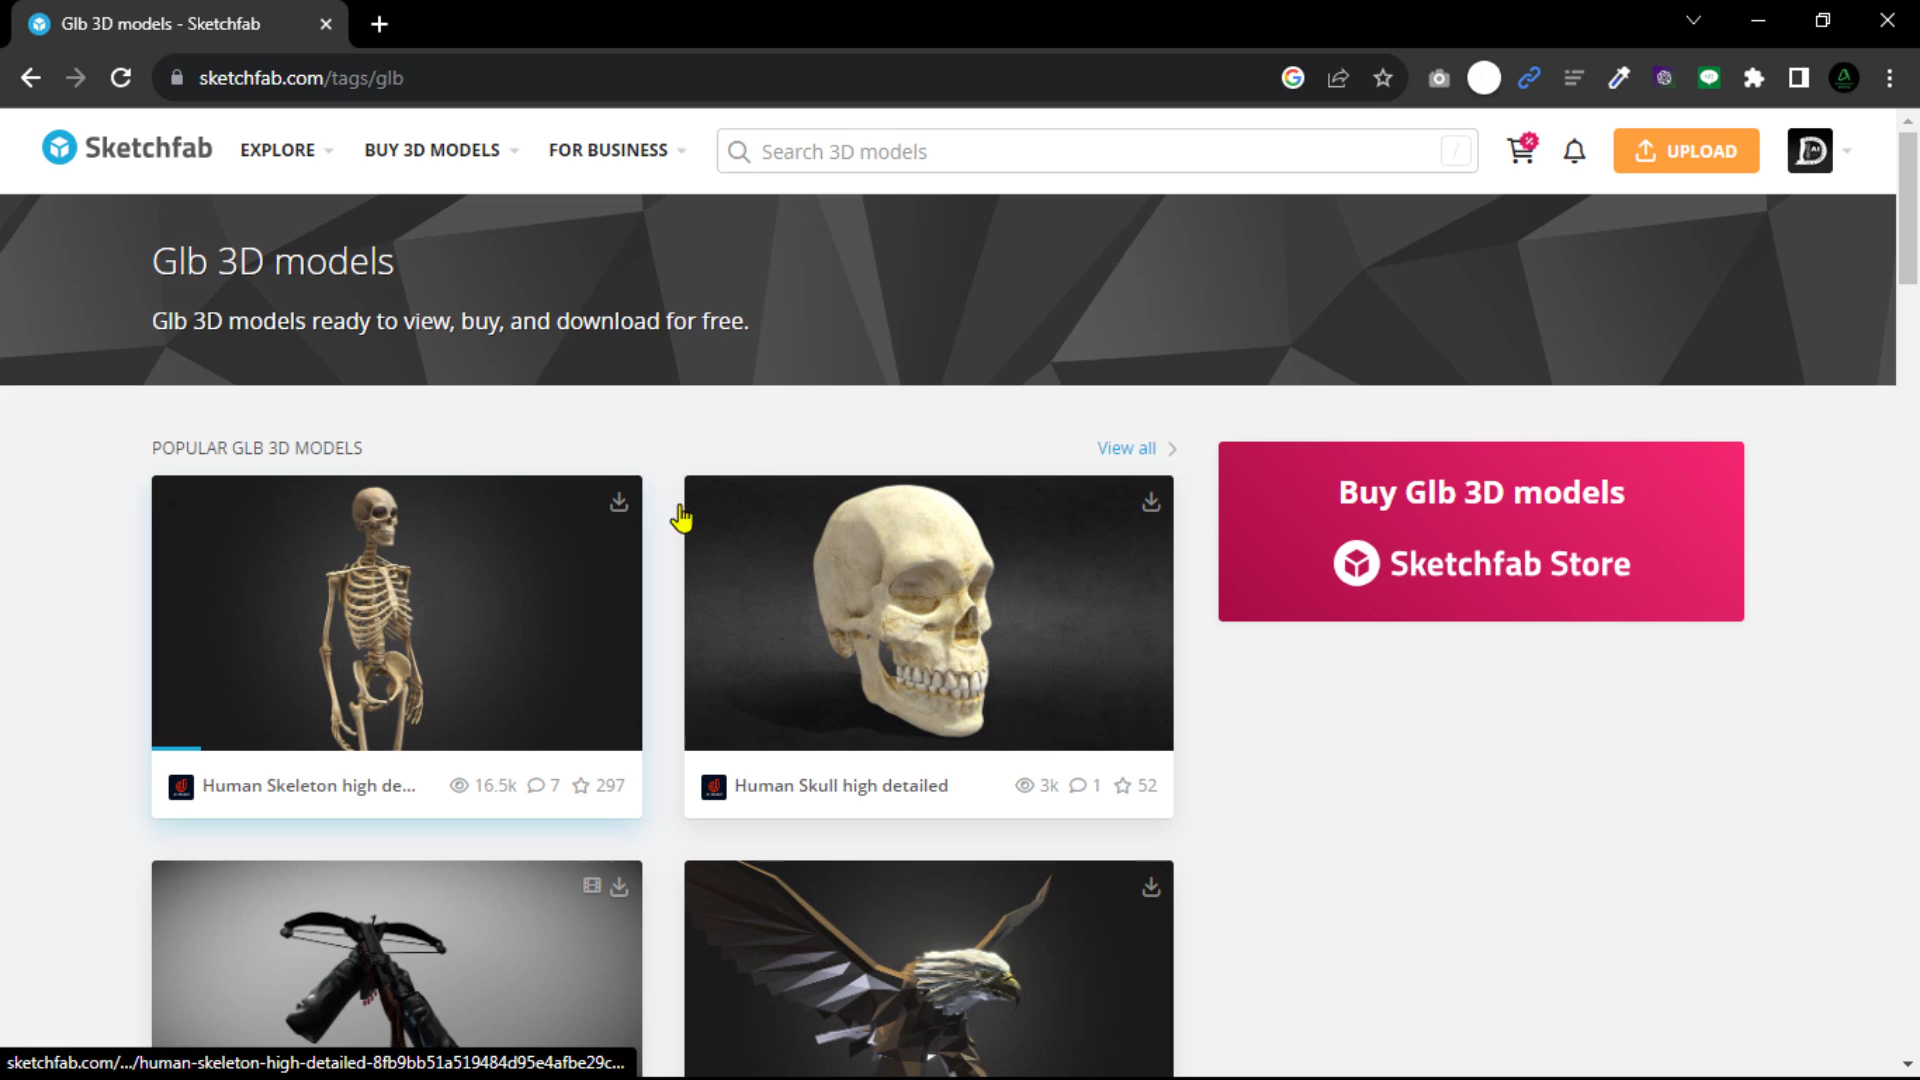 Glb 3D models - Sketchfab
sketchfab.com/tags/glb
Sketchfab EXPLORE BUY 3D MODELS FOR BUSINESS Search 3D models / UPLOAD
Glb 3D models
Glb 3D models ready to view, buy, and download for free.
POPULAR GLB 3D MODELS View all
Buy Glb 3D models
Sketchfab Store
Human Skeleton high de... 16.5k 7 297
Human Skull high detailed 3k 1 52
sketchfab.com/.../human-skeleton-high-detailed-8fb9bb51a519484d95e4afbe29c...